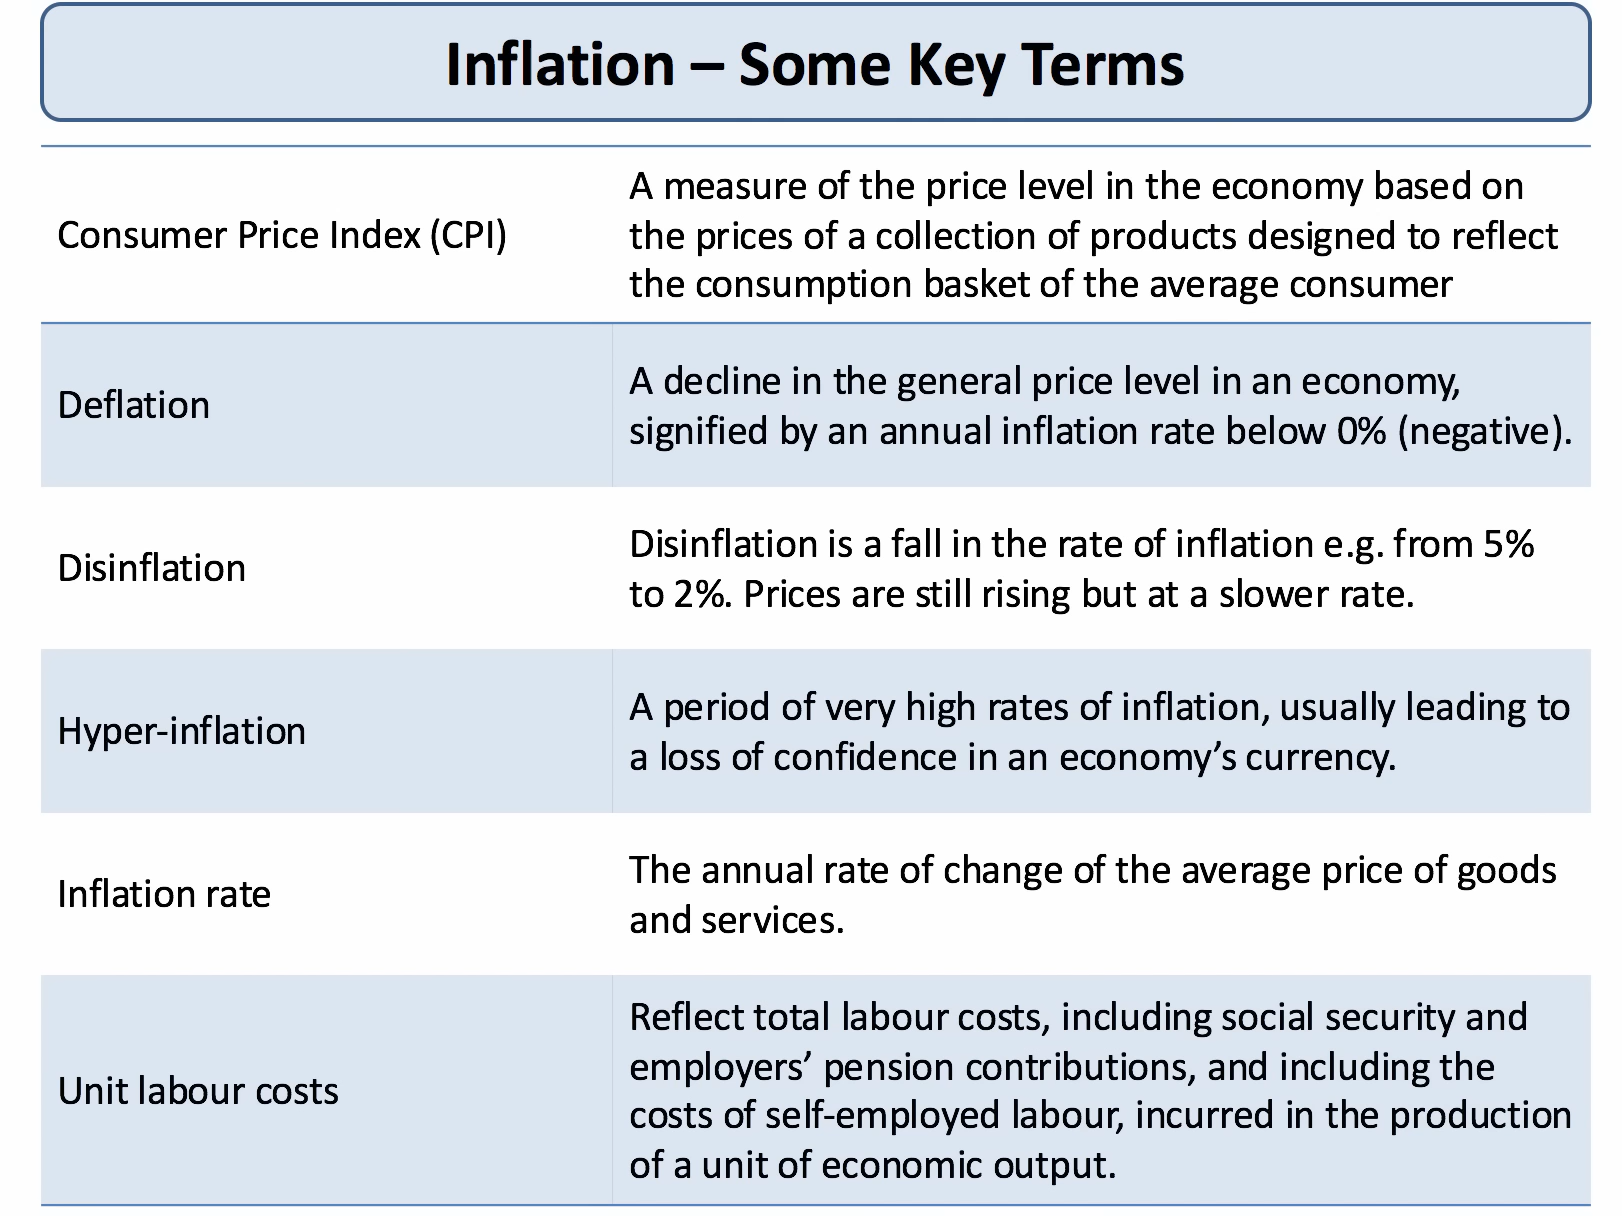 Inflation – Some Key Terms
Consumer Price Index (CPI)
A measure of the price level in the economy based on
the prices of a collection of products designed to reflect
the consumption basket of the average consumer
Deflation
A decline in the general price level in an economy,
signified by an annual inflation rate below 0% (negative).
Disinflation
Disinflation is a fall in the rate of inflation e.g. from 5%
to 2%. Prices are still rising but at a slower rate.
Hyper-inflation
A period of very high rates of inflation, usually leading to
a loss of confidence in an economy’s currency.
Inflation rate
The annual rate of change of the average price of goods
and services.
Unit labour costs
Reflect total labour costs, including social security and
employers’ pension contributions, and including the
costs of self-employed labour, incurred in the production
of a unit of economic output.